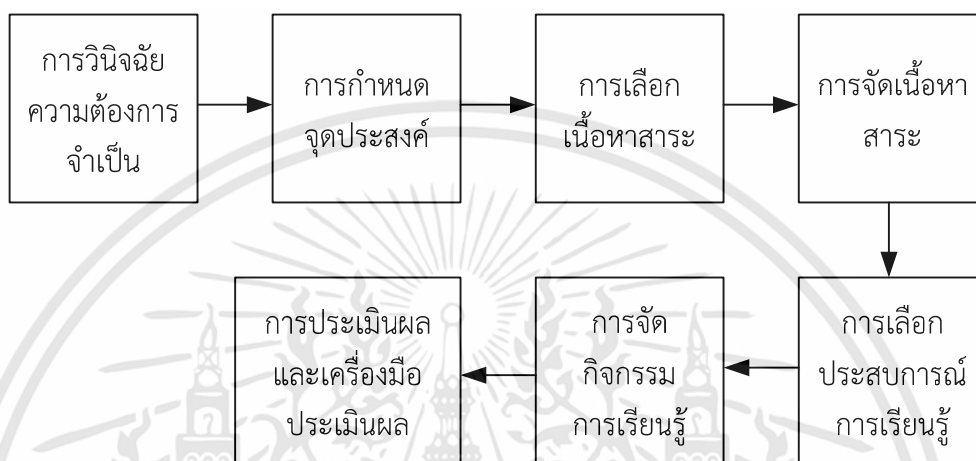 การวินิจฉัย
ความต้องการ
จำเป็น
การกำหนด
จุดประสงค์
การเลือก
เนื้อหาสาระ
การจัดเนื้อหา
สาระ
การเลือก
ประสบการณ์
การเรียนรู้
การจัด
กิจกรรม
การเรียนรู้
การประเมินผล
และเครื่องมือ
ประเมินผล